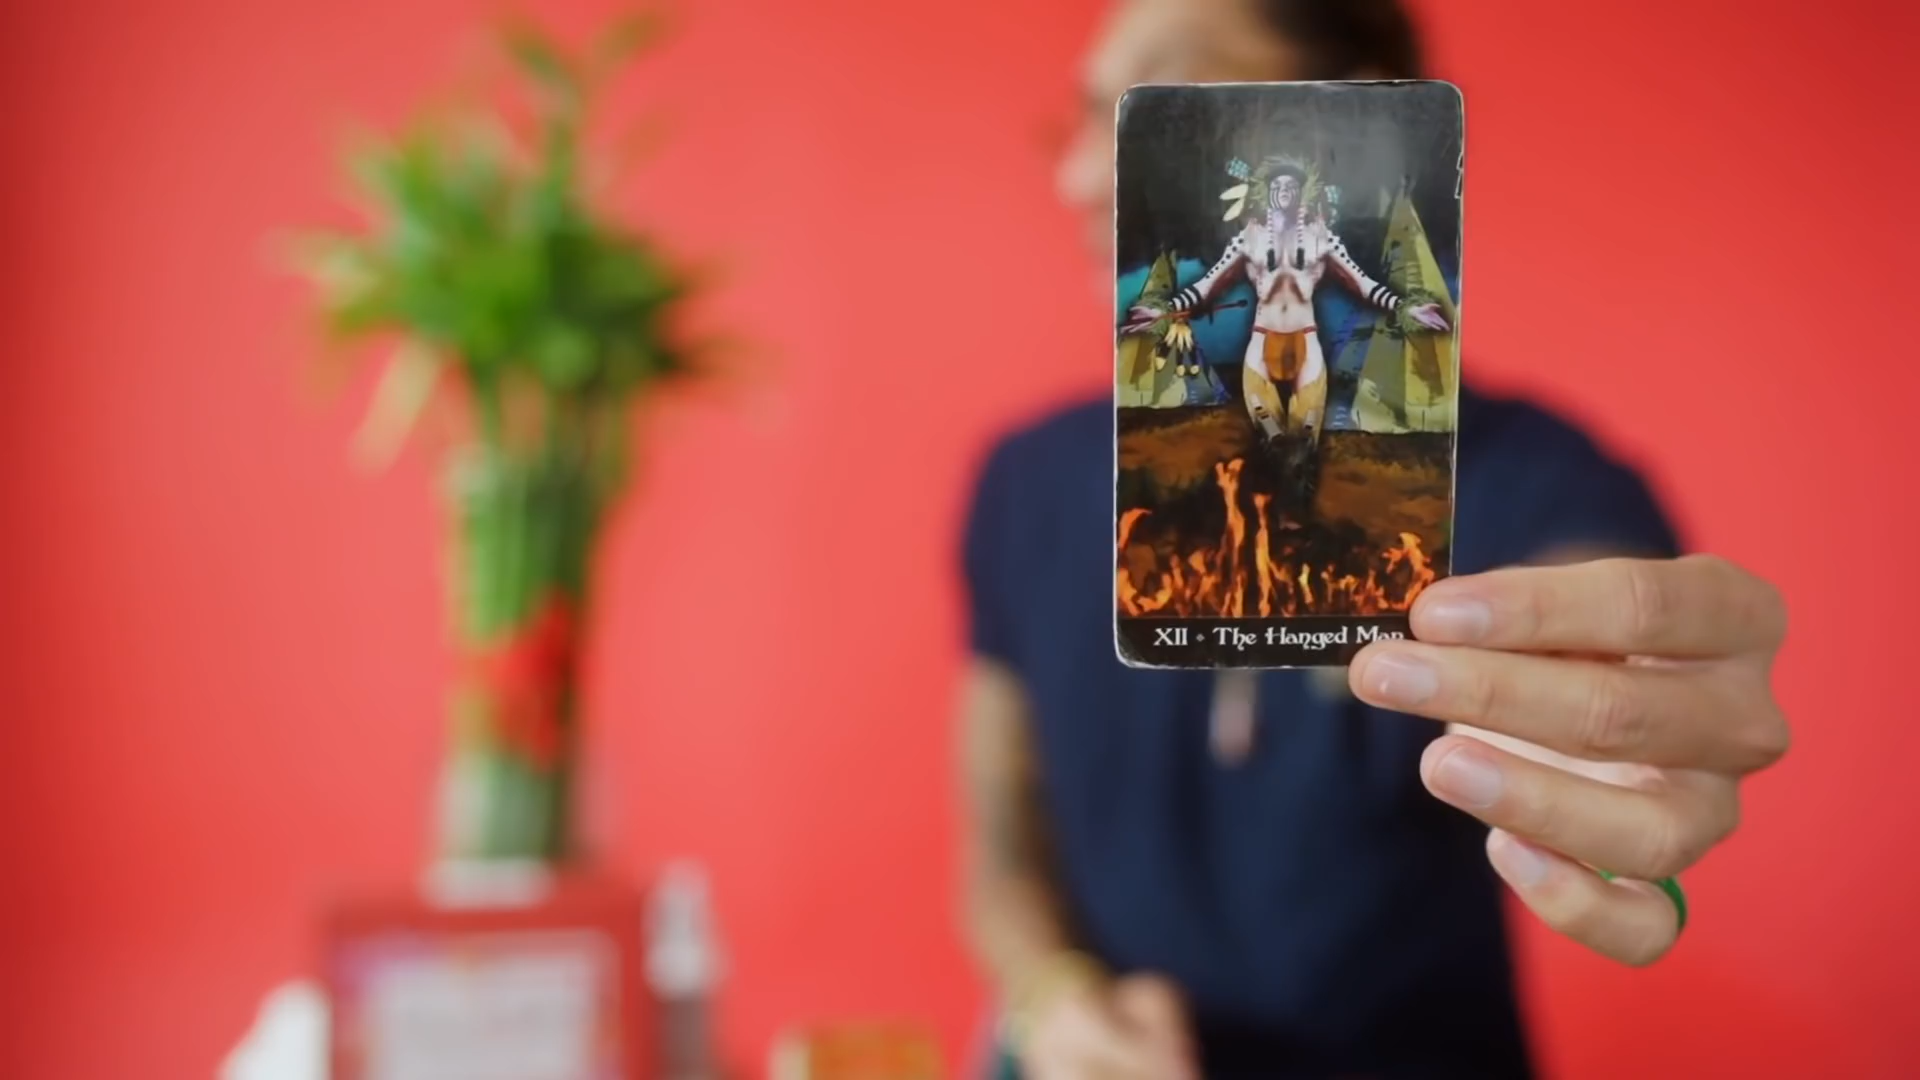 XII • The Hanged Man